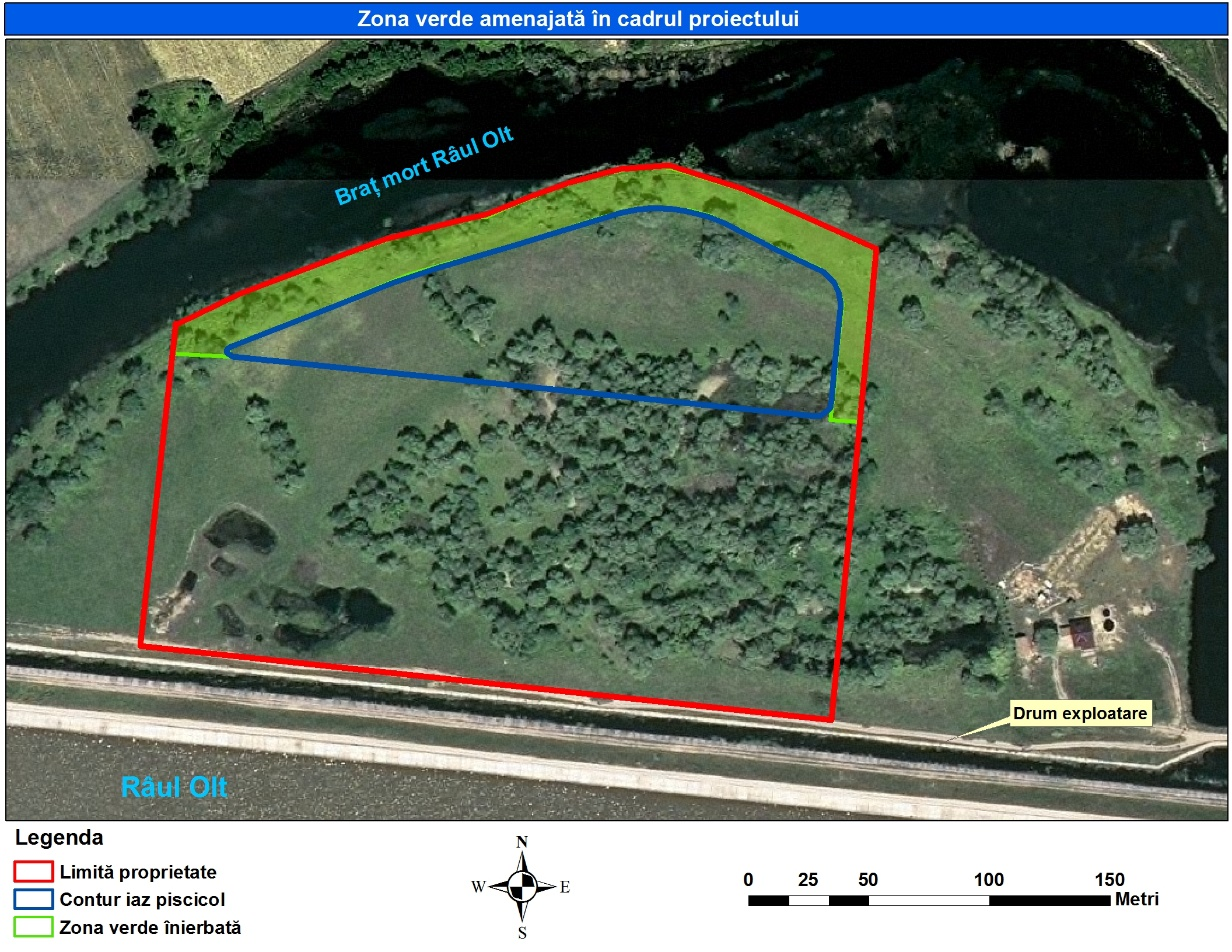 Zona verde amenajată în cadrul proiectului
Braț mort Râul Olt
Drum exploatare
Râul Olt
Legenda
Limită proprietate
Contur iaz piscicol
Zona verde înierbată
N
W E
S
0 25 50 100 150
Metri